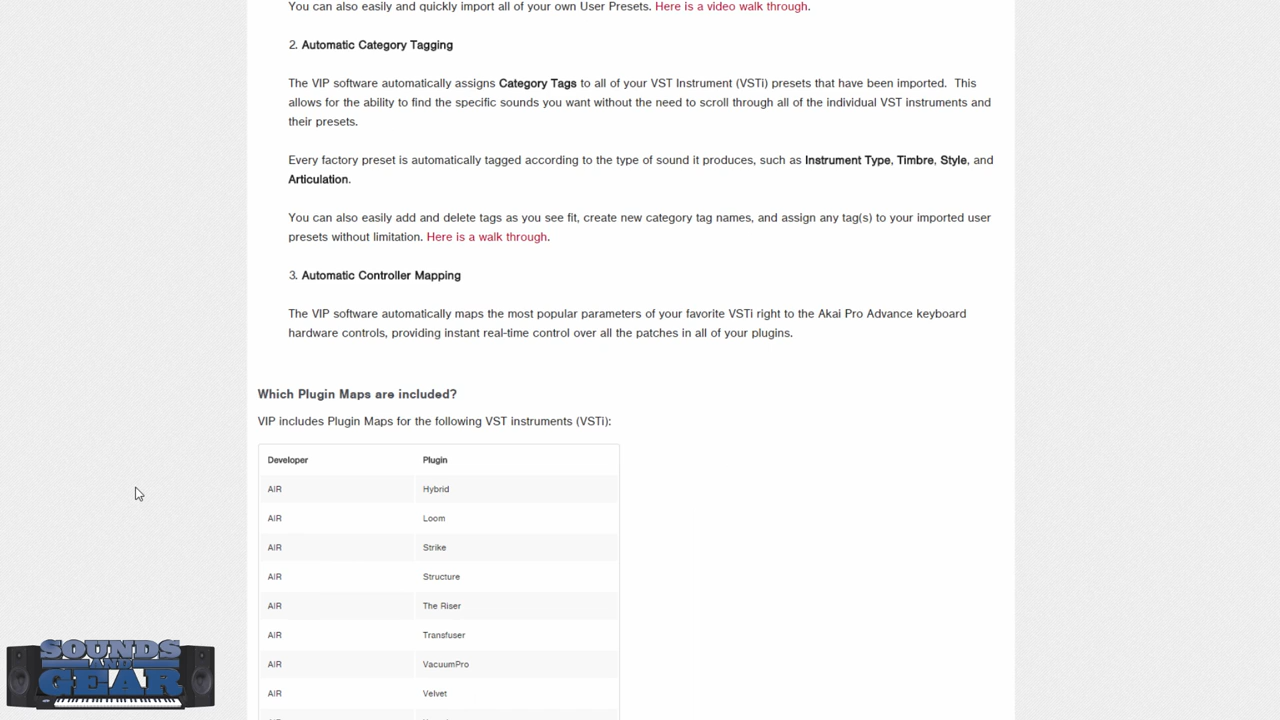 You can also easily and quickly import all of your own User Presets. Here is a video walk through.
2. Automatic Category Tagging
The VIP software automatically assigns Category Tags to all of your VST Instrument (VSTi) presets that have been imported.  This
allows for the ability to find the specific sounds you want without the need to scroll through all of the individual VST instruments and
their presets.
Every factory preset is automatically tagged according to the type of sound it produces, such as Instrument Type, Timbre, Style, and
Articulation.
You can also easily add and delete tags as you see fit, create new category tag names, and assign any tag(s) to your imported user
presets without limitation. Here is a walk through.
3. Automatic Controller Mapping
The VIP software automatically maps the most popular parameters of your favorite VSTi right to the Akai Pro Advance keyboard
hardware controls, providing instant real-time control over all the patches in all of your plugins.
Which Plugin Maps are included?
VIP includes Plugin Maps for the following VST instruments (VSTi):
Developer Plugin
AIR Hybrid
AIR Loom
AIR Strike
AIR Structure
AIR The Riser
AIR Transfuser
AIR VacuumPro
AIR Velvet
SOUNDS
AND
GEAR